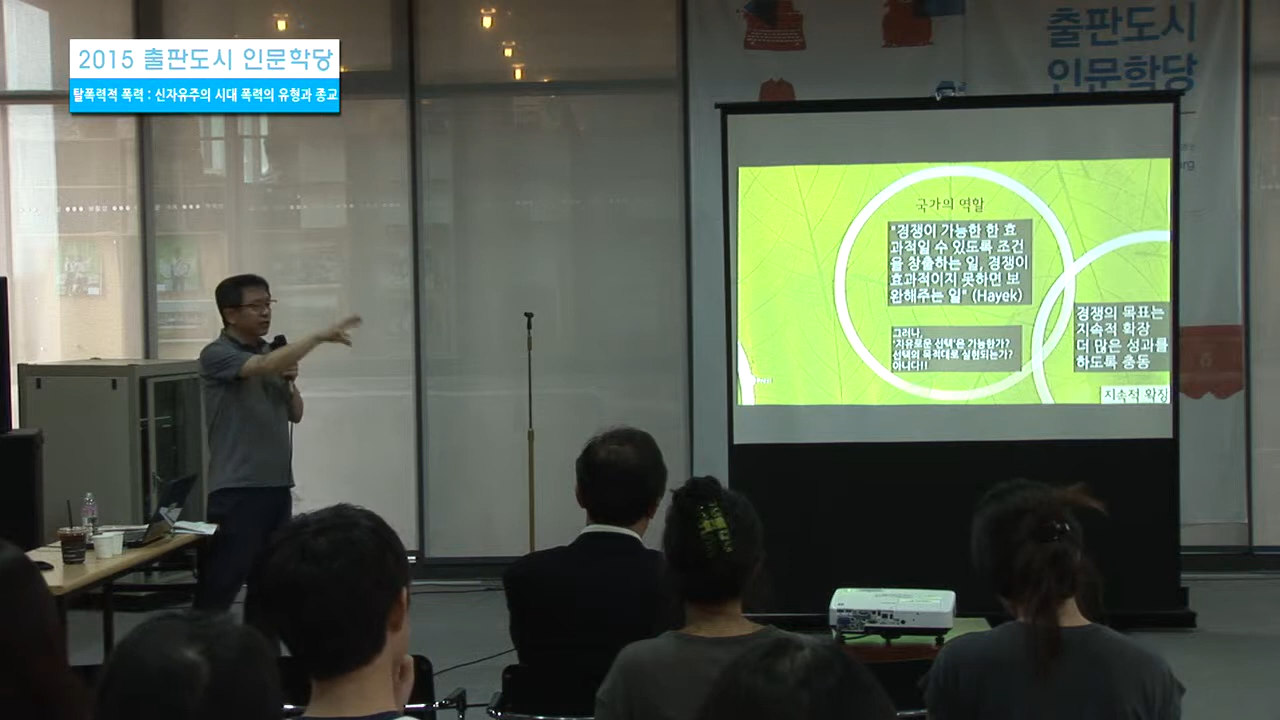 2015 출판도시 인문학당
탈폭력적 폭력 : 신자유주의 시대 폭력의 유형과 종교
출판도시
인문학당
국가의 역할
"경쟁이 가능한 한 효
과적일 수 있도록 조건
을 창출하는 일, 경쟁이
효과적이지 못하면 보
완해주는 일" (Hayek)
그러나,
'자유로운 선택'은 가능한가?
선택의 목적대로 실현되는가?
아니다!!
경쟁의 목표는
지속적 확장
더 많은 성과를
하도록 충동
지속적 확장